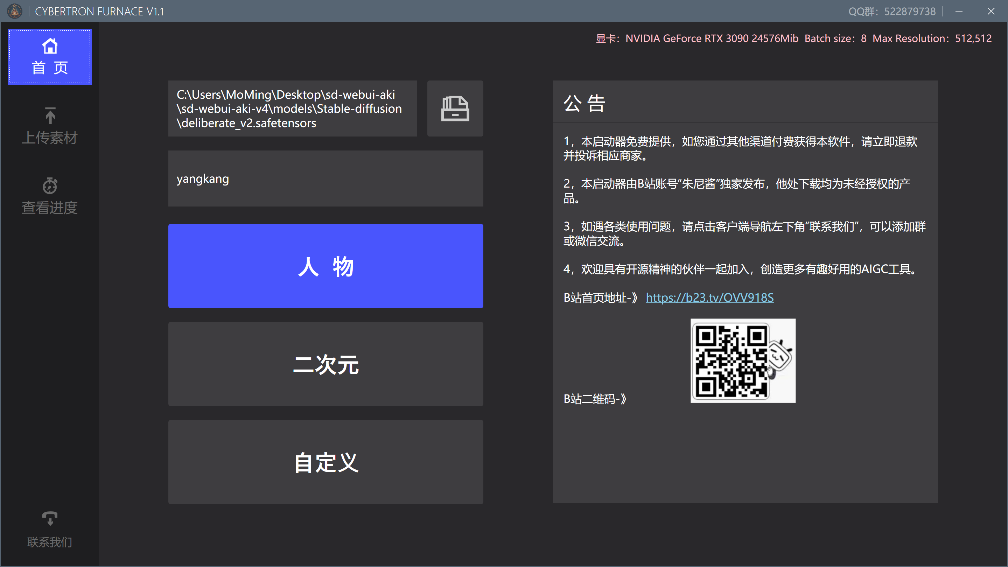 CYBERTRON FURNACE V1.1
QQ群：522879738
显卡：NVIDIA GeForce RTX 3090 24576Mib Batch size：8 Max Resolution：512,512
首 页
上传素材
查看进度
联系我们
C:\Users\MoMing\Desktop\sd-webui-aki
\sd-webui-aki-v4\models\Stable-diffusion
\deliberate_v2.safetensors
yangkang
人 物
二次元
自定义
公 告
1，本启动器免费提供，如您通过其他渠道付费获得本软件，请立即退款
并投诉相应商家。
2，本启动器由B站账号“朱尼酱”独家发布，他处下载均为未经授权的产
品。
3，如遇各类使用问题，请点击客户端导航左下角“联系我们”，可以添加群
或微信交流。
4，欢迎具有开源精神的伙伴一起加入，创造更多有趣好用的AIGC工具。
B站首页地址-》 https://b23.tv/OVV918S
B站二维码-》